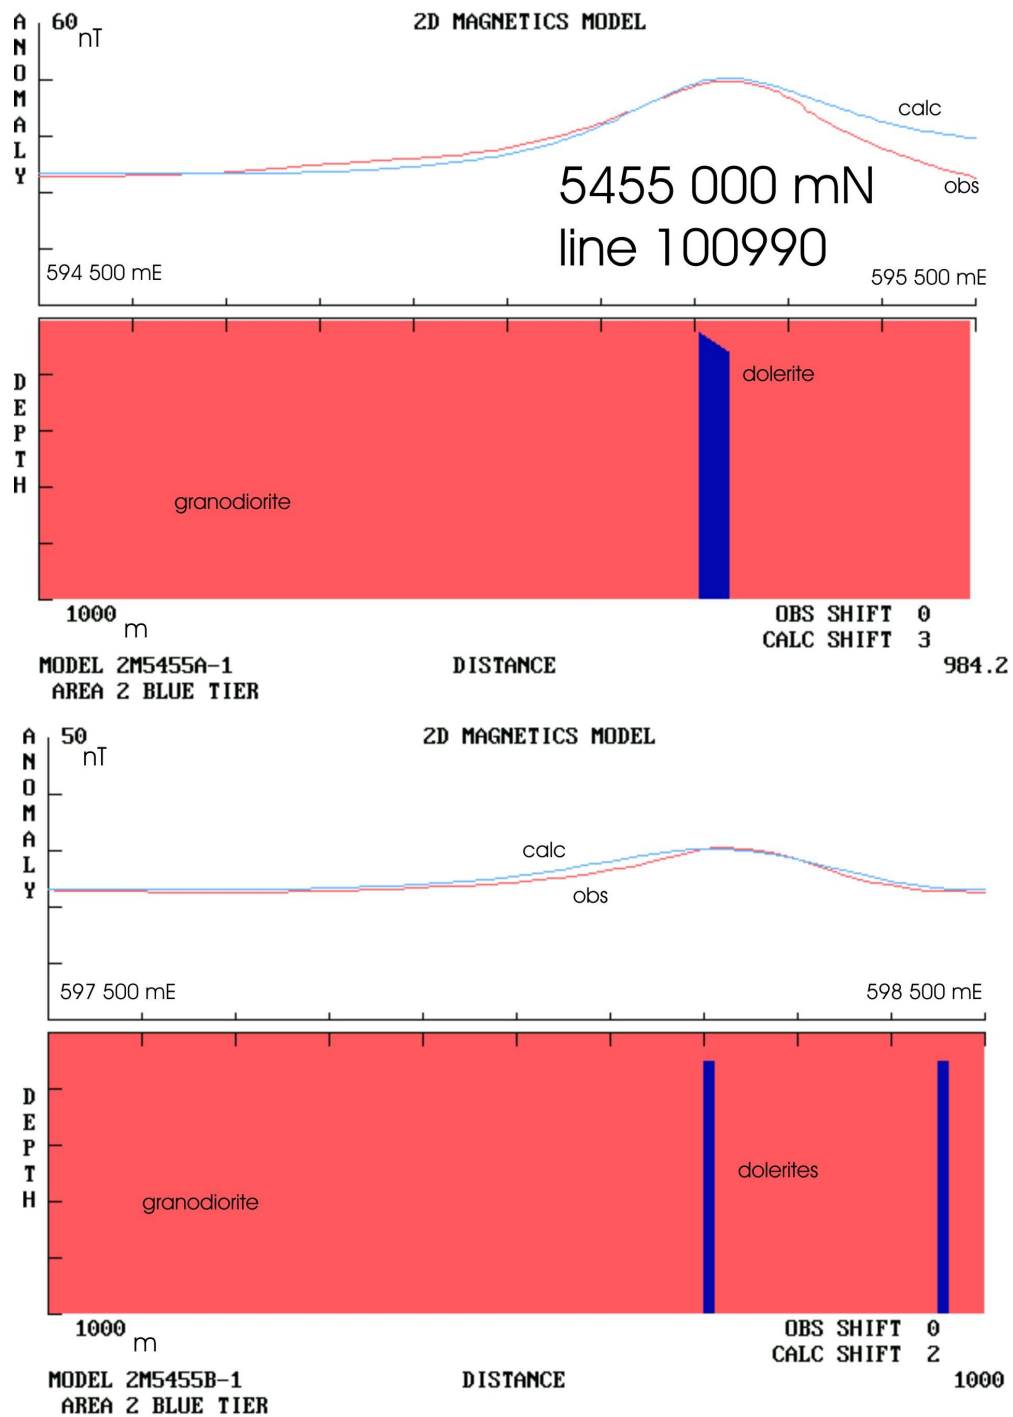 ANOMALY
60
nT
2D MAGNETICS MODEL
calc
obs
5455 000 mN
line 100990
594 500 mE
595 500 mE
DEPTH
dolerite
granodiorite
1000
m
OBS SHIFT 0
CALC SHIFT 3
MODEL 2M5455A-1
DISTANCE
984.2
AREA 2 BLUE TIER
ANOMALY
50
nT
2D MAGNETICS MODEL
calc
obs
597 500 mE
598 500 mE
DEPTH
dolerites
granodiorite
1000
m
OBS SHIFT 0
CALC SHIFT 2
MODEL 2M5455B-1
DISTANCE
1000
AREA 2 BLUE TIER